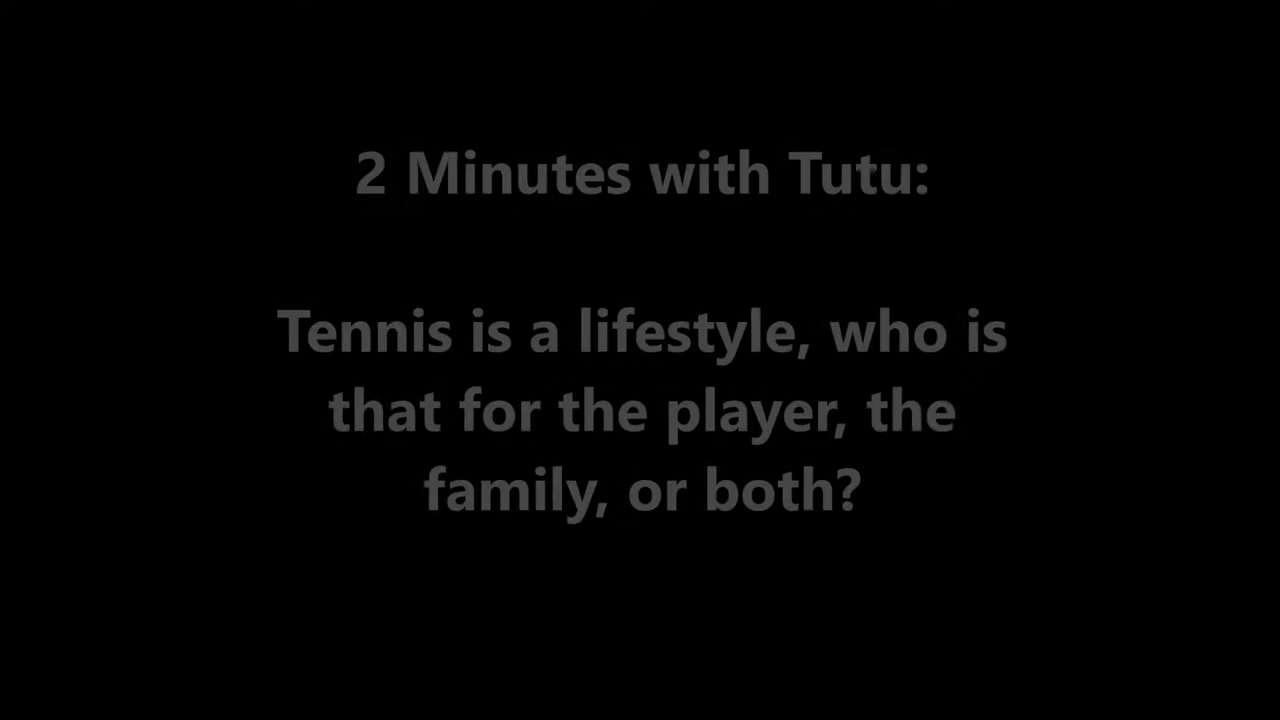 2 Minutes with Tutu:
Tennis is a lifestyle, who is
that for the player, the
family, or both?